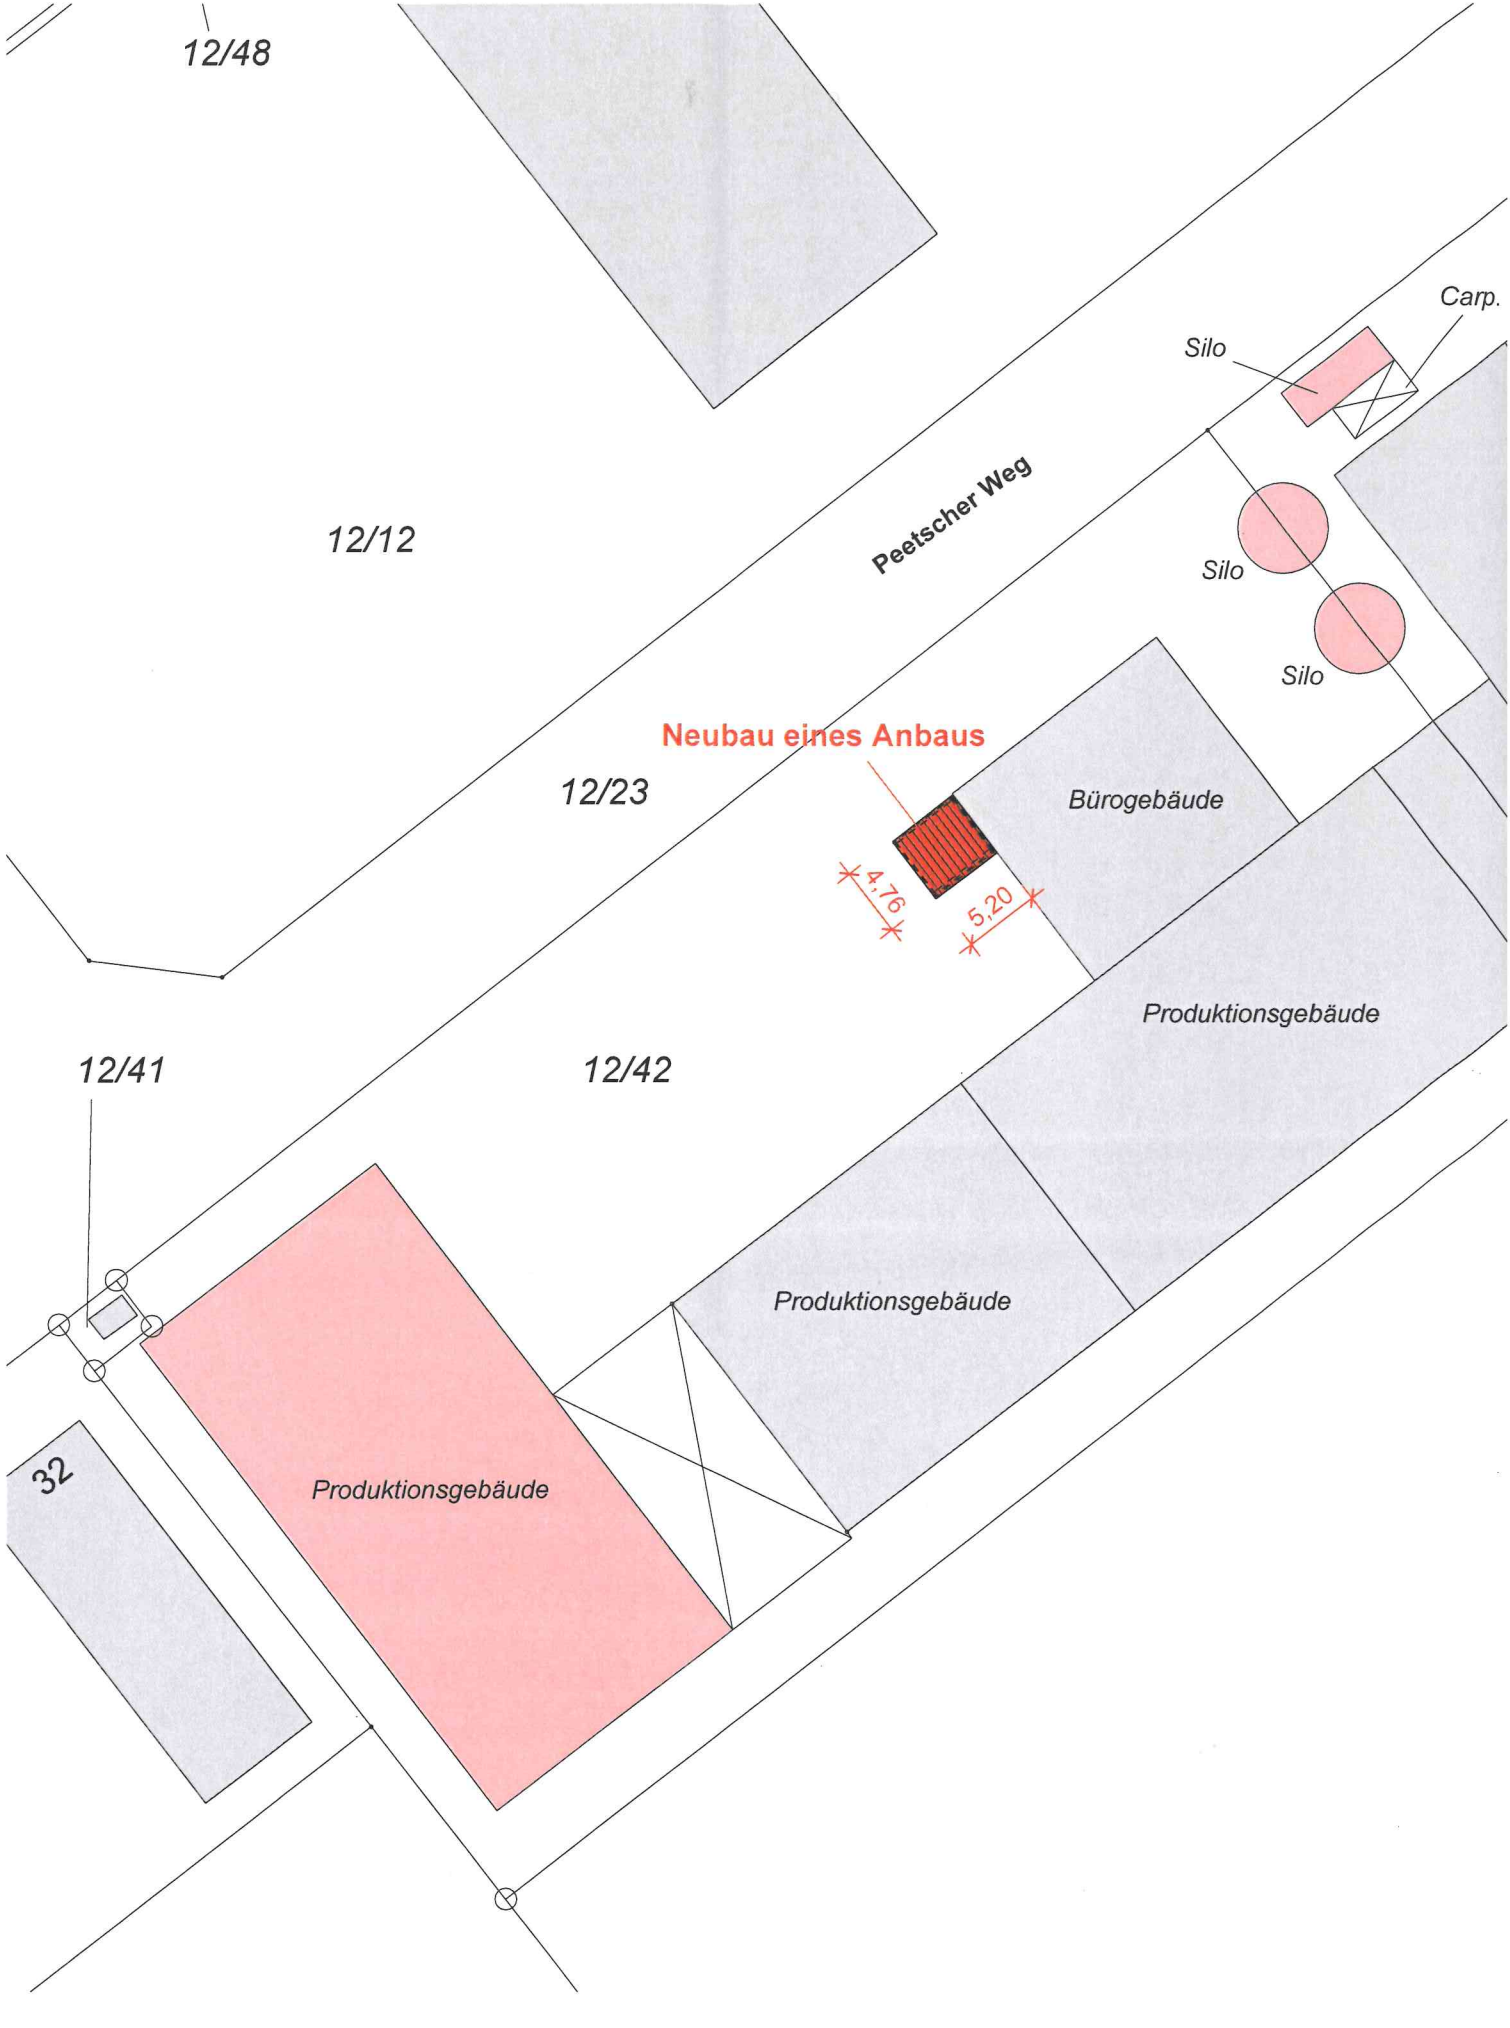 12/48
Carp.
Silo
Peetscher Weg
12/12
Silo
Silo
Neubau eines Anbaus
12/23
Bürogebäude
4,76
5,20
Produktionsgebäude
12/41
12/42
Produktionsgebäude
32
Produktionsgebäude